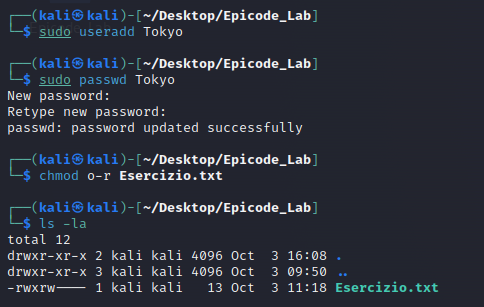 ┌──(kali㉿kali)-[~/Desktop/Epicode_Lab]
└─$ sudo useradd Tokyo
┌──(kali㉿kali)-[~/Desktop/Epicode_Lab]
└─$ sudo passwd Tokyo
New password:
Retype new password:
passwd: password updated successfully
┌──(kali㉿kali)-[~/Desktop/Epicode_Lab]
└─$ chmod o-r Esercizio.txt
┌──(kali㉿kali)-[~/Desktop/Epicode_Lab]
└─$ ls -la
total 12
drwxr-xr-x 2 kali kali 4096 Oct  3 16:08 .
drwxr-xr-x 3 kali kali 4096 Oct  3 09:50 ..
-rwxrw---- 1 kali kali   13 Oct  3 11:18 Esercizio.txt